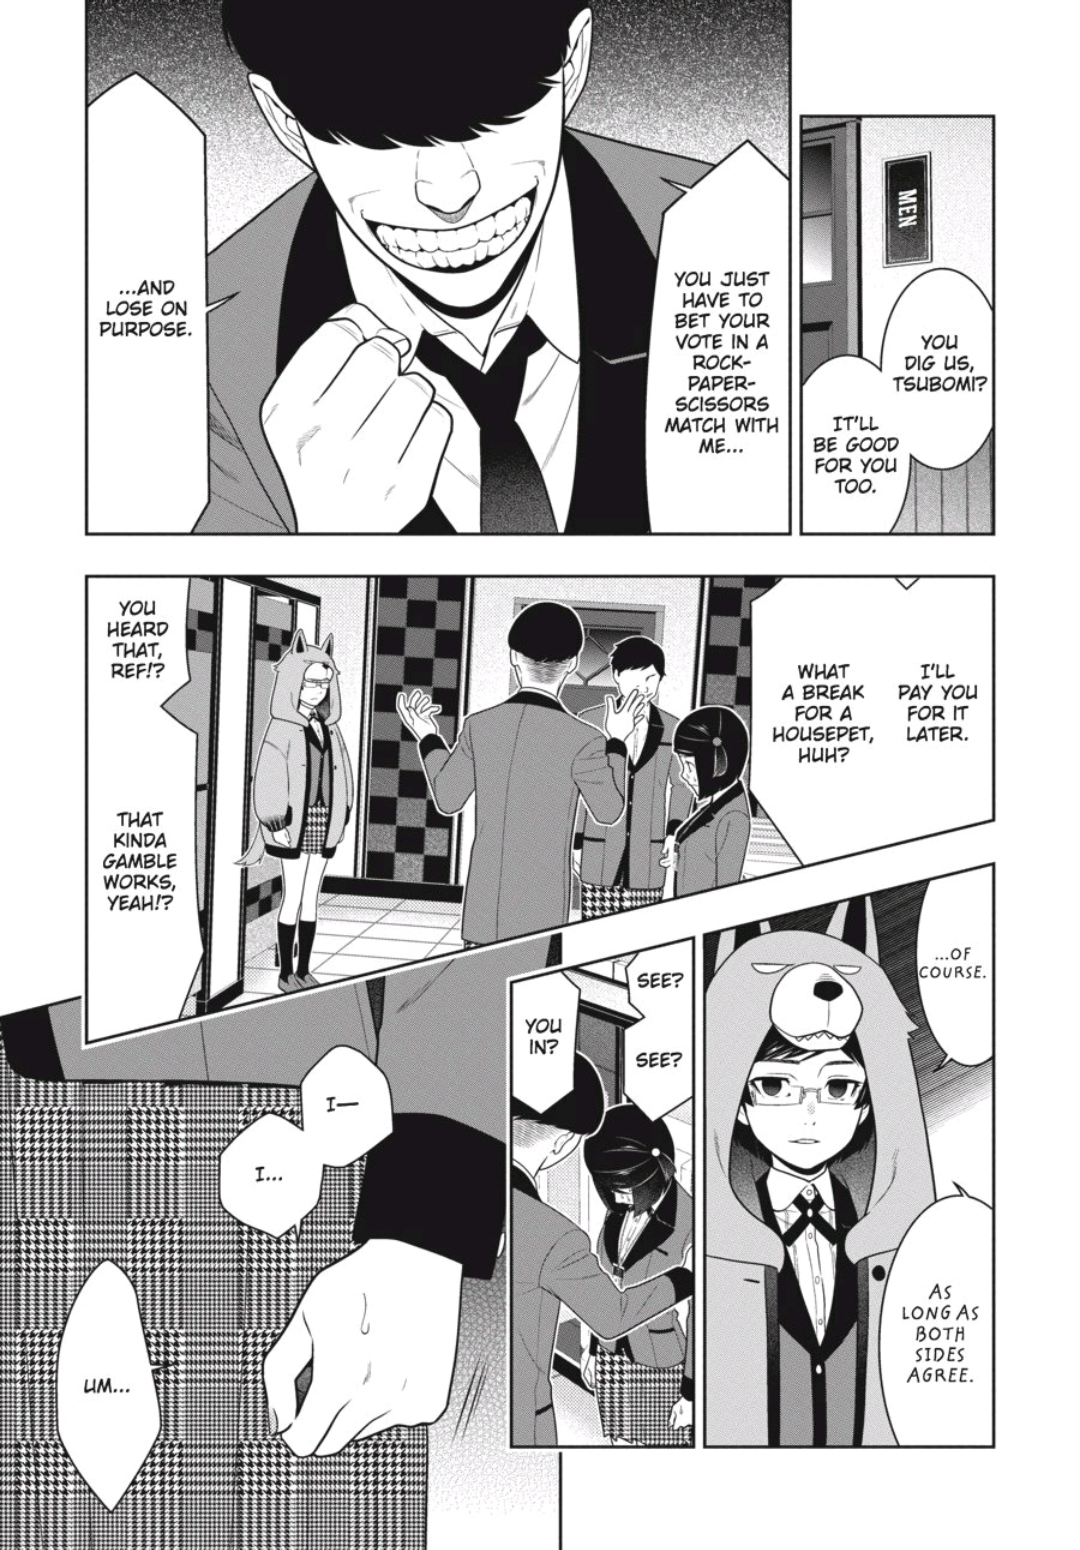 MEN
YOU
DIG US,
TSUBOMI?
IT'LL
BE GOOD
FOR YOU
TOO.
YOU JUST
HAVE TO
BET YOUR
VOTE IN A
ROCK-
PAPER-
SCISSORS
MATCH WITH
ME...
...AND
LOSE ON
PURPOSE.
I'LL
PAY YOU
FOR IT
LATER.
WHAT
A BREAK
FOR A
HOUSEPET,
HUH?
YOU
HEARD
THAT,
REF!?
THAT
KINDA
GAMBLE
WORKS,
YEAH!?
...OF
COURSE.
AS
LONG AS
BOTH
SIDES
AGREE.
SEE?
SEE?
YOU
IN?
I—
I...
UM...